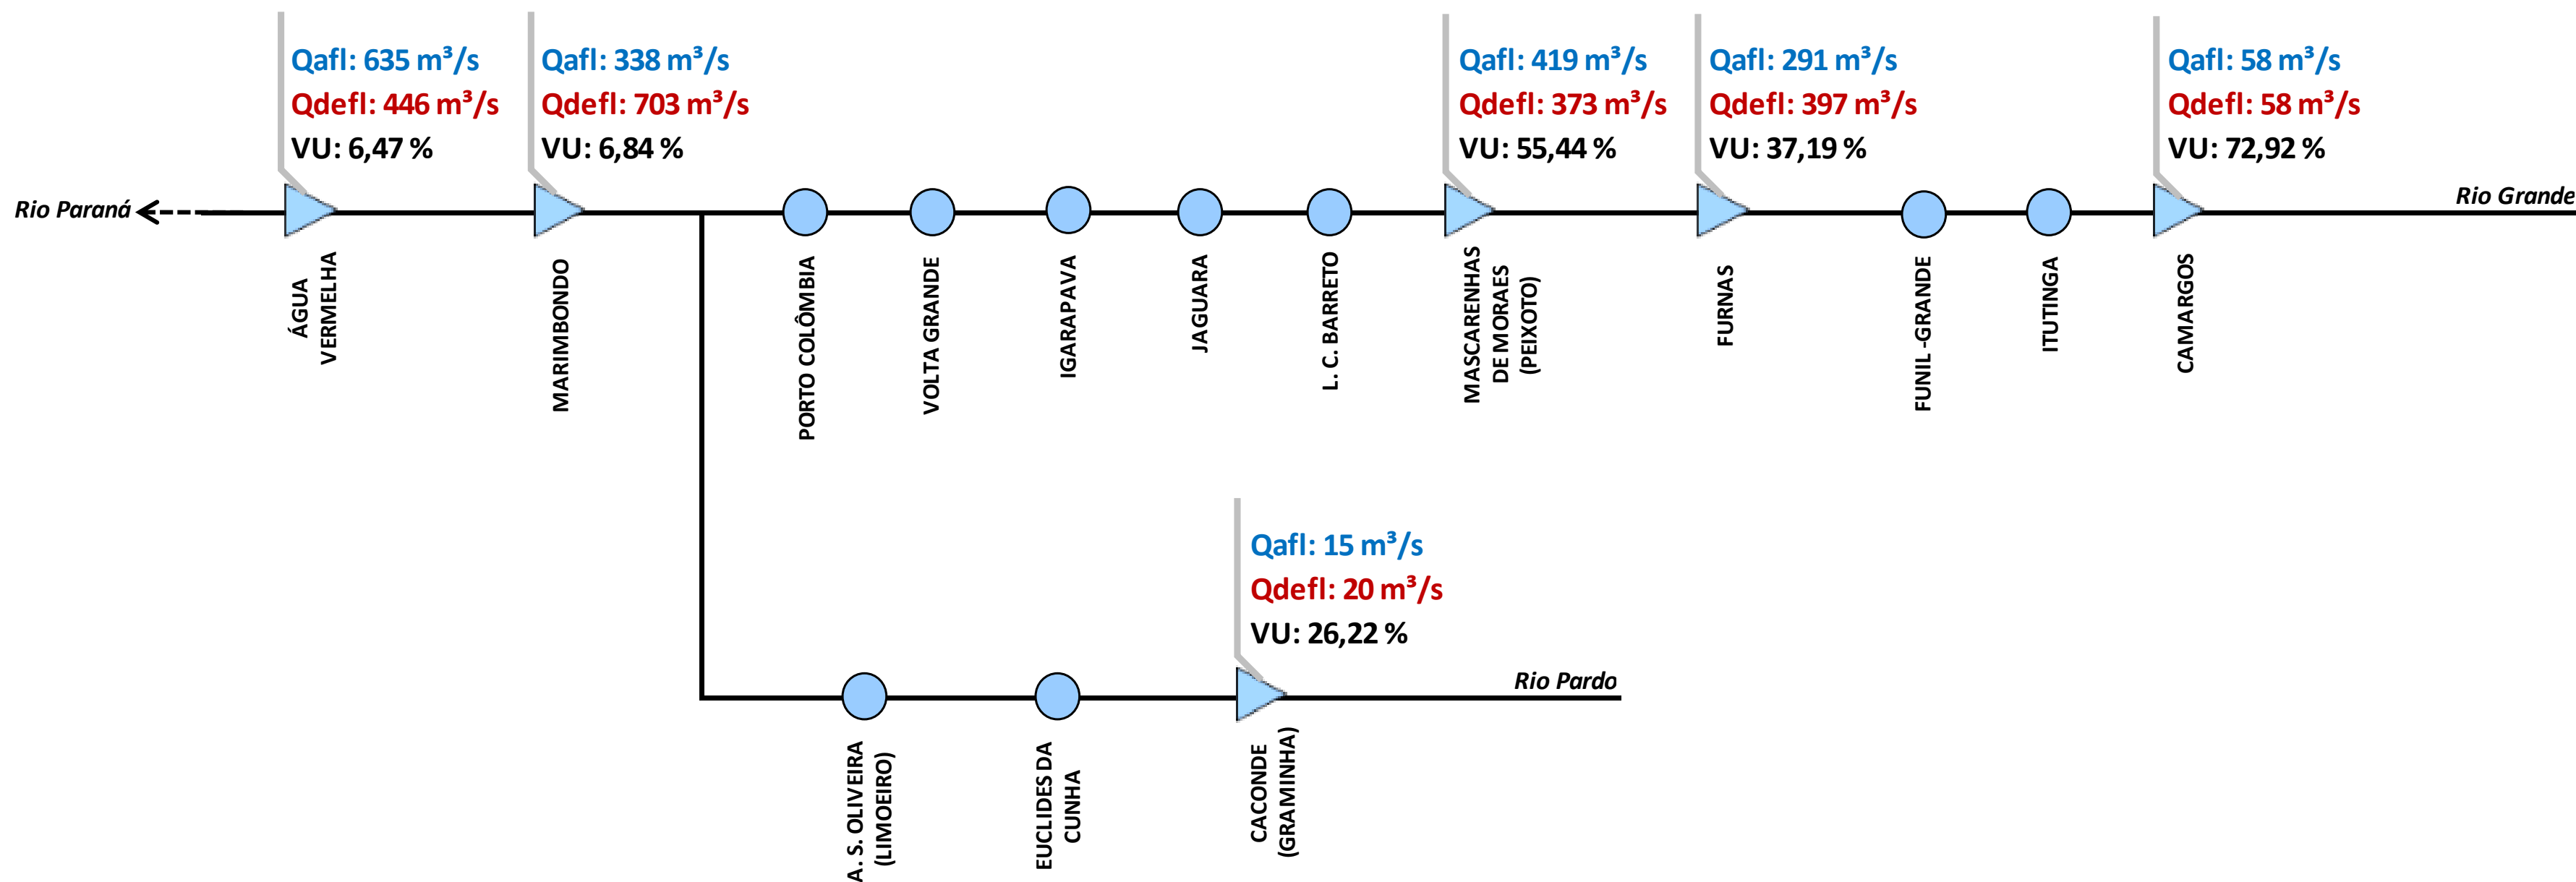 Qafl: 635 m³/s
Qdefl: 446 m³/s
VU: 6,47 %
Qafl: 338 m³/s
Qdefl: 703 m³/s
VU: 6,84 %
Qafl: 419 m³/s
Qdefl: 373 m³/s
VU: 55,44 %
Qafl: 291 m³/s
Qdefl: 397 m³/s
VU: 37,19 %
Qafl: 58 m³/s
Qdefl: 58 m³/s
VU: 72,92 %
Rio Paraná
Rio Grande
ÁGUA
VERMELHA
MARIMBONDO
PORTO COLÔMBIA
VOLTA GRANDE
IGARAPAVA
JAGUARA
L. C. BARRETO
MASCARENHAS
DE MORAES
(PEIXOTO)
FURNAS
FUNIL -GRANDE
ITUTINGA
CAMARGOS
Qafl: 15 m³/s
Qdefl: 20 m³/s
VU: 26,22 %
Rio Pardo
A. S. OLIVEIRA
(LIMOEIRO)
EUCLIDES DA
CUNHA
CACONDE
(GRAMINHA)